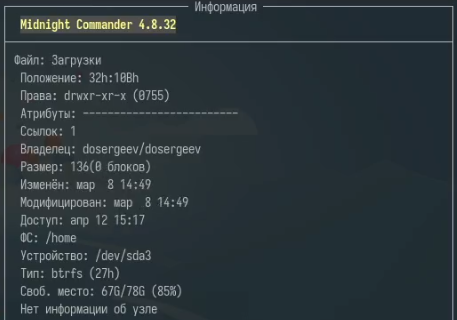 Информация
Midnight Commander 4.8.32
Файл: Загрузки
Положение: 32h:10Bh
Права: drwxr-xr-x (0755)
Атрибуты: -------------------------
Ссылок: 1
Владелец: dosergeev/dosergeev
Размер: 136(0 блоков)
Изменён: мар  8 14:49
Модифицирован: мар  8 14:49
Доступ: апр 12 15:17
ФС: /home
Устройство: /dev/sda3
Тип: btrfs (27h)
Своб. место: 67G/78G (85%)
Нет информации об узле